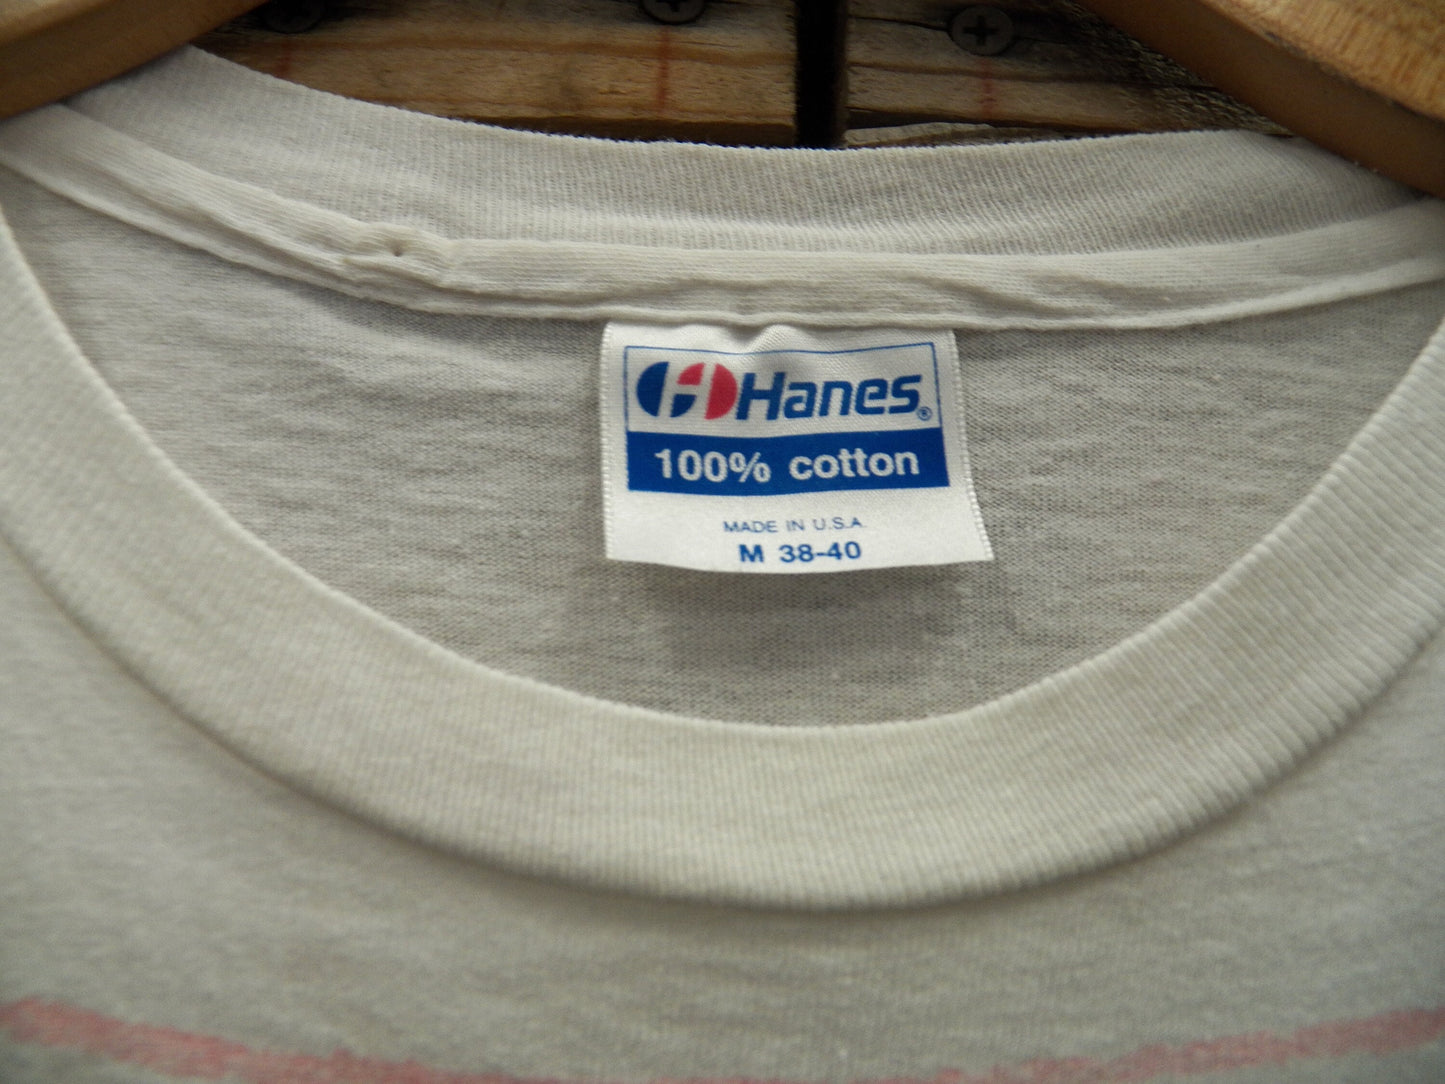 Hanes®
100% cotton
MADE IN U.S.A.
M 38-40